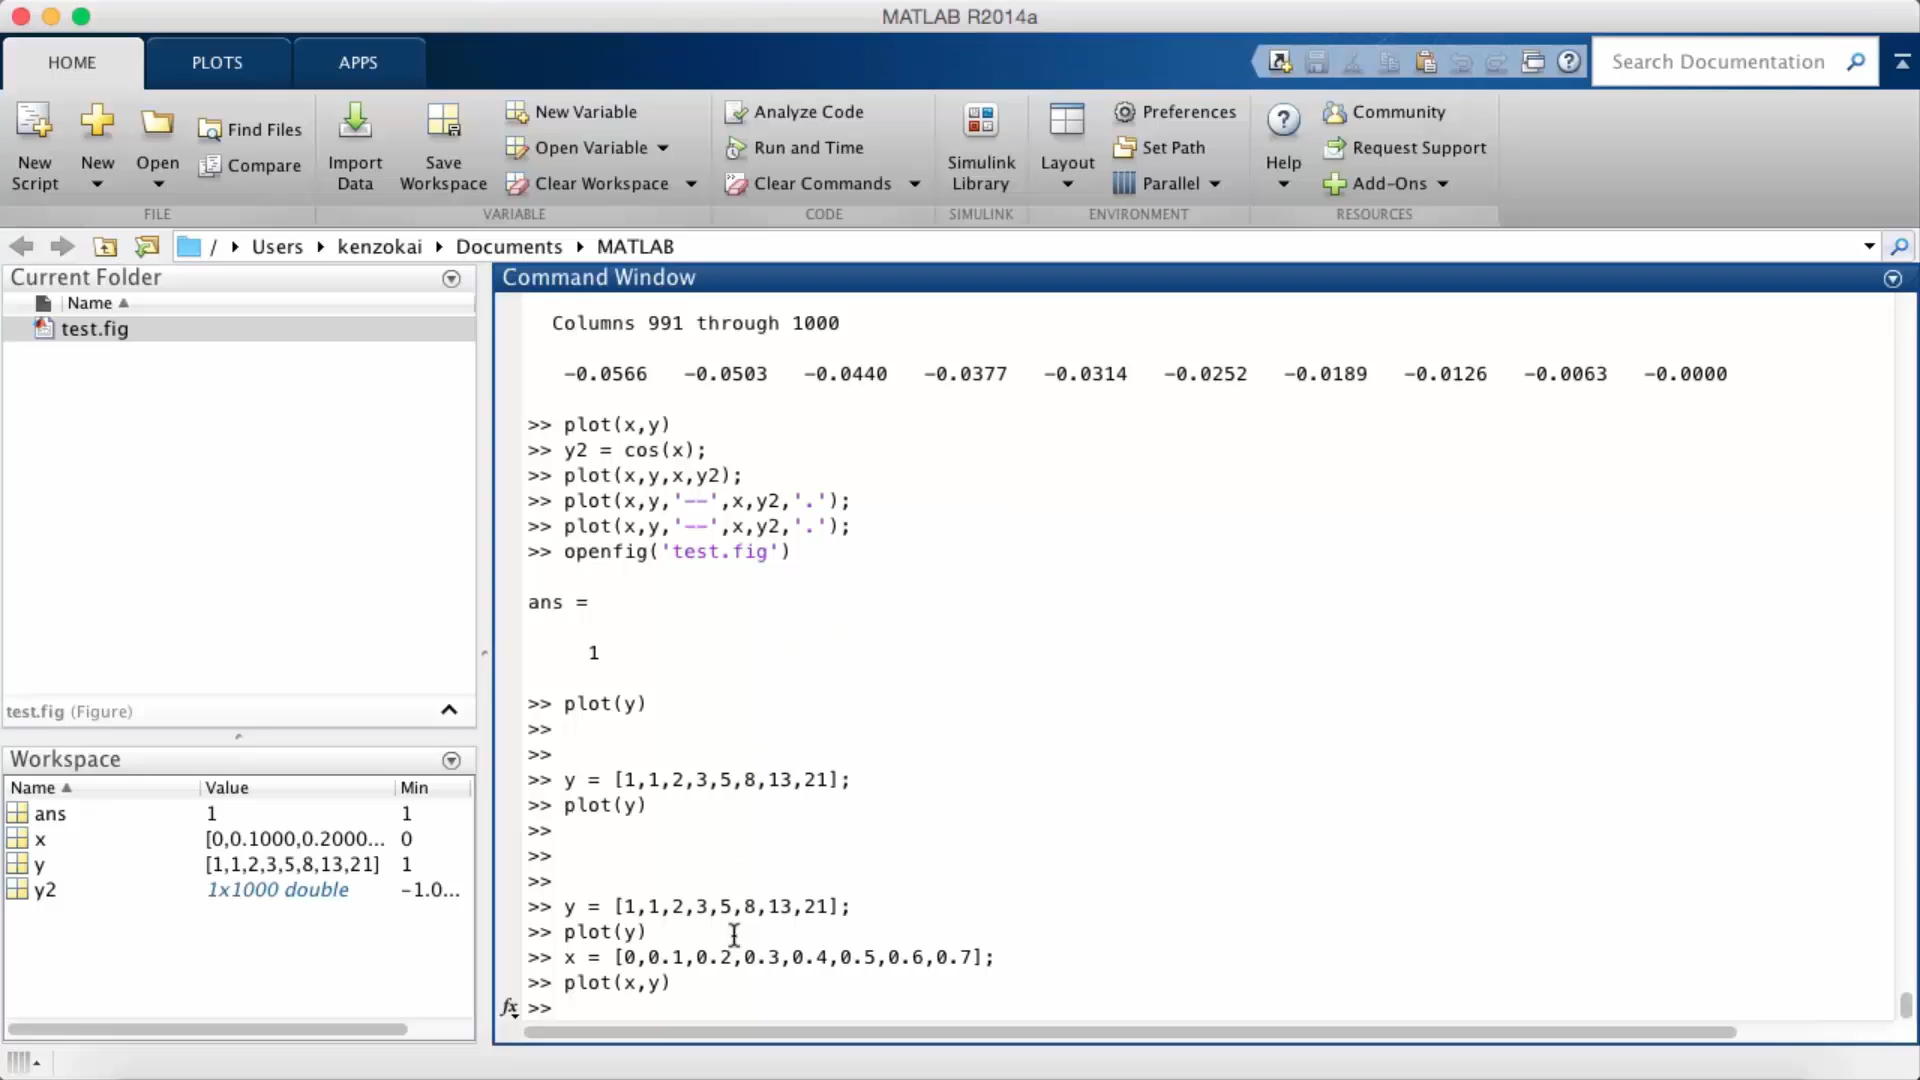 MATLAB R2014a
HOME PLOTS APPS
Search Documentation
New Script
New
Open
Find Files
Compare
Import Data
Save Workspace
New Variable
Open Variable
Clear Workspace
Analyze Code
Run and Time
Clear Commands
Simulink Library
Layout
Preferences
Set Path
Parallel
Help
Community
Request Support
Add-Ons
FILE VARIABLE CODE SIMULINK ENVIRONMENT RESOURCES
/ Users kenzokai Documents MATLAB
Current Folder
Name
test.fig
test.fig (Figure)
Workspace
Name Value Min
ans 1 1
x [0,0.1000,0.2000... 0
y [1,1,2,3,5,8,13,21] 1
y2 1x1000 double -1.0...
Command Window
Columns 991 through 1000
-0.0566 -0.0503 -0.0440 -0.0377 -0.0314 -0.0252 -0.0189 -0.0126 -0.0063 -0.0000
>> plot(x,y)
>> y2 = cos(x);
>> plot(x,y,x,y2);
>> plot(x,y,'--',x,y2,'.');
>> plot(x,y,'--',x,y2,'.');
>> openfig('test.fig')
ans =
1
>> plot(y)
>>
>>
>> y = [1,1,2,3,5,8,13,21];
>> plot(y)
>>
>>
>>
>> y = [1,1,2,3,5,8,13,21];
>> plot(y)
>> x = [0,0.1,0.2,0.3,0.4,0.5,0.6,0.7];
>> plot(x,y)
fx >>